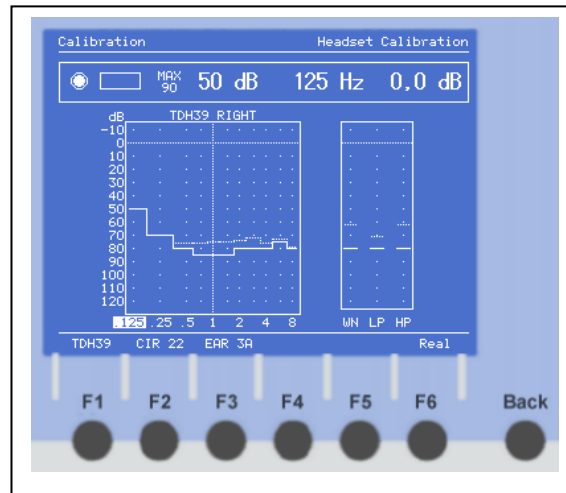 Calibration Headset Calibration
MAX 90 50 dB 125 Hz 0,0 dB
dB TDH39 RIGHT
-10
0
10
20
30
40
50
60
70
80
90
100
110
120
.125 .25 .5 1 2 4 8 WN LP HP
TDH39 CIR 22 EAR 3A Real
F1 F2 F3 F4 F5 F6 Back